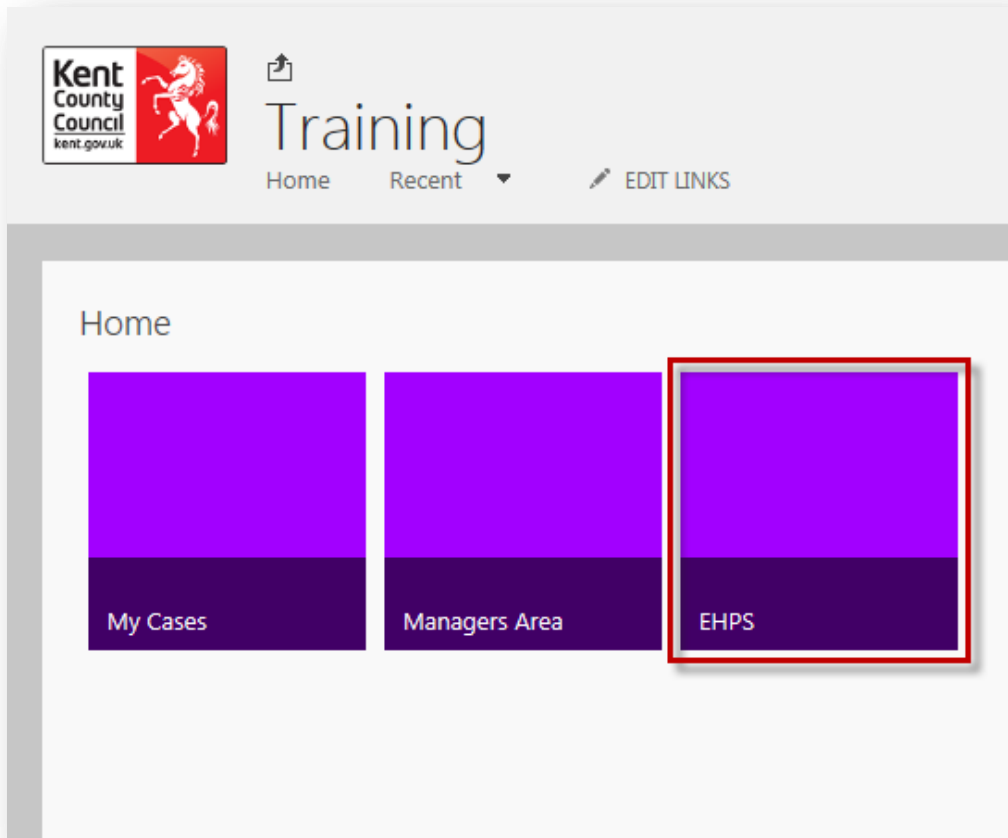 Kent
County
Council
kent.gov.uk
Training
Home Recent EDIT LINKS
Home
My Cases Managers Area EHPS